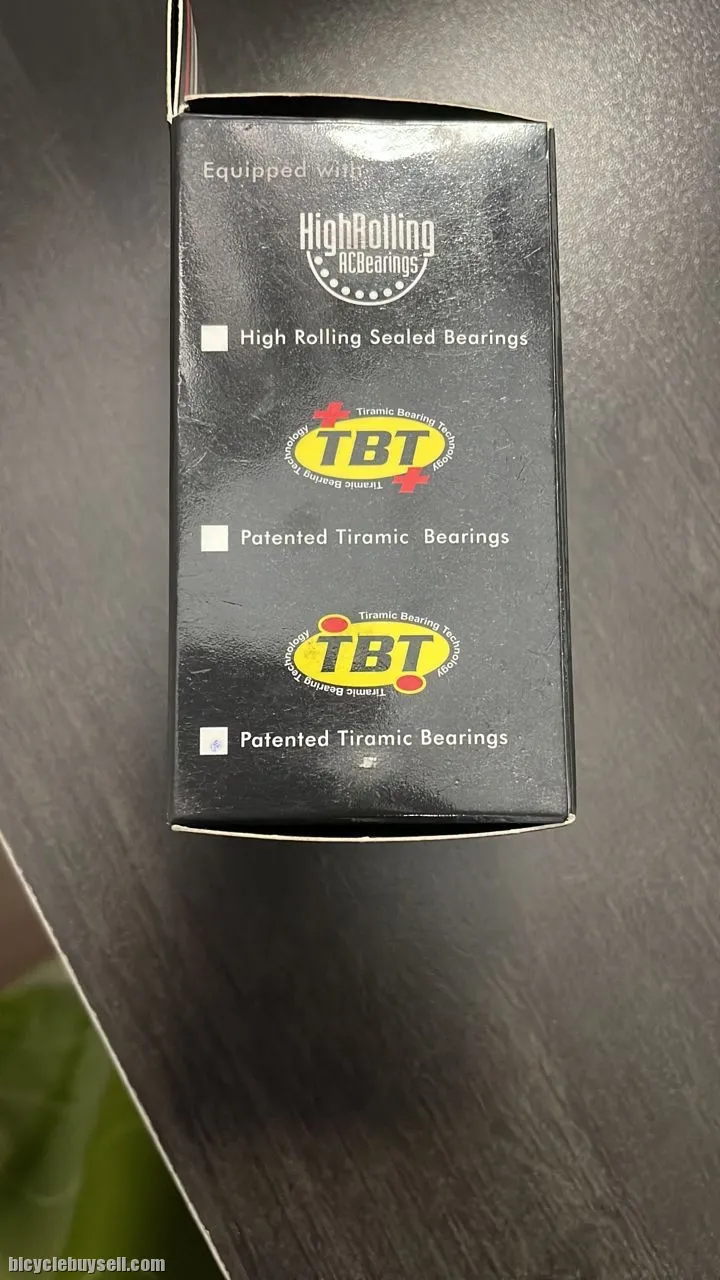 Equipped with
HighRolling
ACBearings
High Rolling Sealed Bearings
Tiramic Bearing Technology
TBT
Tiramic Bearing Technology
Patented Tiramic Bearings
Tiramic Bearing Technology
TBT
Tiramic Bearing Technology
Patented Tiramic Bearings
bicyclebuysell.com